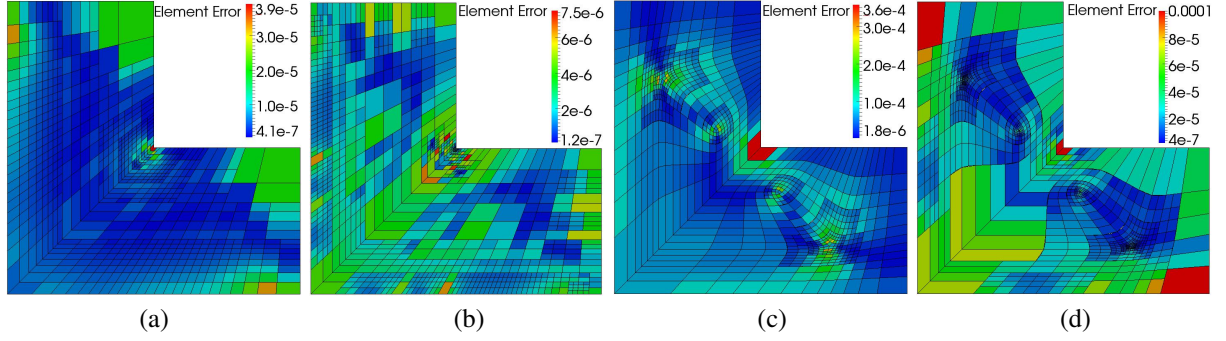 Element Error
3.9e-5
3.0e-5
2.0e-5
1.0e-5
4.1e-7
(a)
Element Error
7.5e-6
6e-6
4e-6
2e-6
1.2e-7
(b)
Element Error
3.6e-4
3.0e-4
2.0e-4
1.0e-4
1.8e-6
(c)
Element Error
0.0001
8e-5
6e-5
4e-5
4e-7
(d)